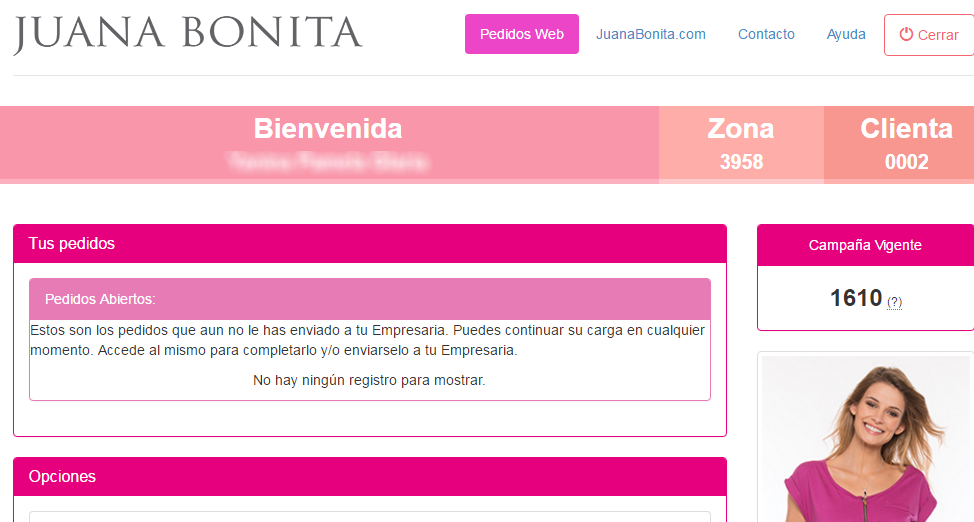 JUANA BONITA
Pedidos Web
JuanaBonita.com
Contacto
Ayuda
Cerrar
Bienvenida
Zona
3958
Clienta
0002
Tus pedidos
Pedidos Abiertos:
Estos son los pedidos que aun no le has enviado a tu Empresaria. Puedes continuar su carga en cualquier
momento. Accede al mismo para completarlo y/o enviarselo a tu Empresaria.
No hay ningún registro para mostrar.
Campaña Vigente
1610 (?)
Opciones